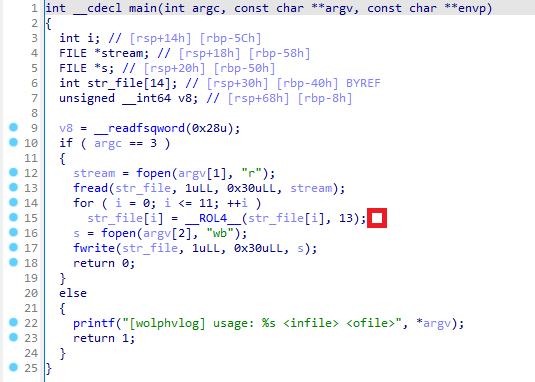 1 int __cdecl main(int argc, const char **argv, const char **envp)
2 {
3 int i; // [rsp+14h] [rbp-5Ch]
4 FILE *stream; // [rsp+18h] [rbp-58h]
5 FILE *s; // [rsp+20h] [rbp-50h]
6 int str_file[14]; // [rsp+30h] [rbp-40h] BYREF
7 unsigned __int64 v8; // [rsp+68h] [rbp-8h]
8
9 v8 = __readfsqword(0x28u);
10 if ( argc == 3 )
11 {
12 stream = fopen(argv[1], "r");
13 fread(str_file, 1uLL, 0x30uLL, stream);
14 for ( i = 0; i <= 11; ++i )
15 str_file[i] = __ROL4__(str_file[i], 13);
16 s = fopen(argv[2], "wb");
17 fwrite(str_file, 1uLL, 0x30uLL, s);
18 return 0;
19 }
20 else
21 {
22 printf("[wolphvlog] usage: %s <infile> <ofile>", *argv);
23 return 1;
24 }
25 }